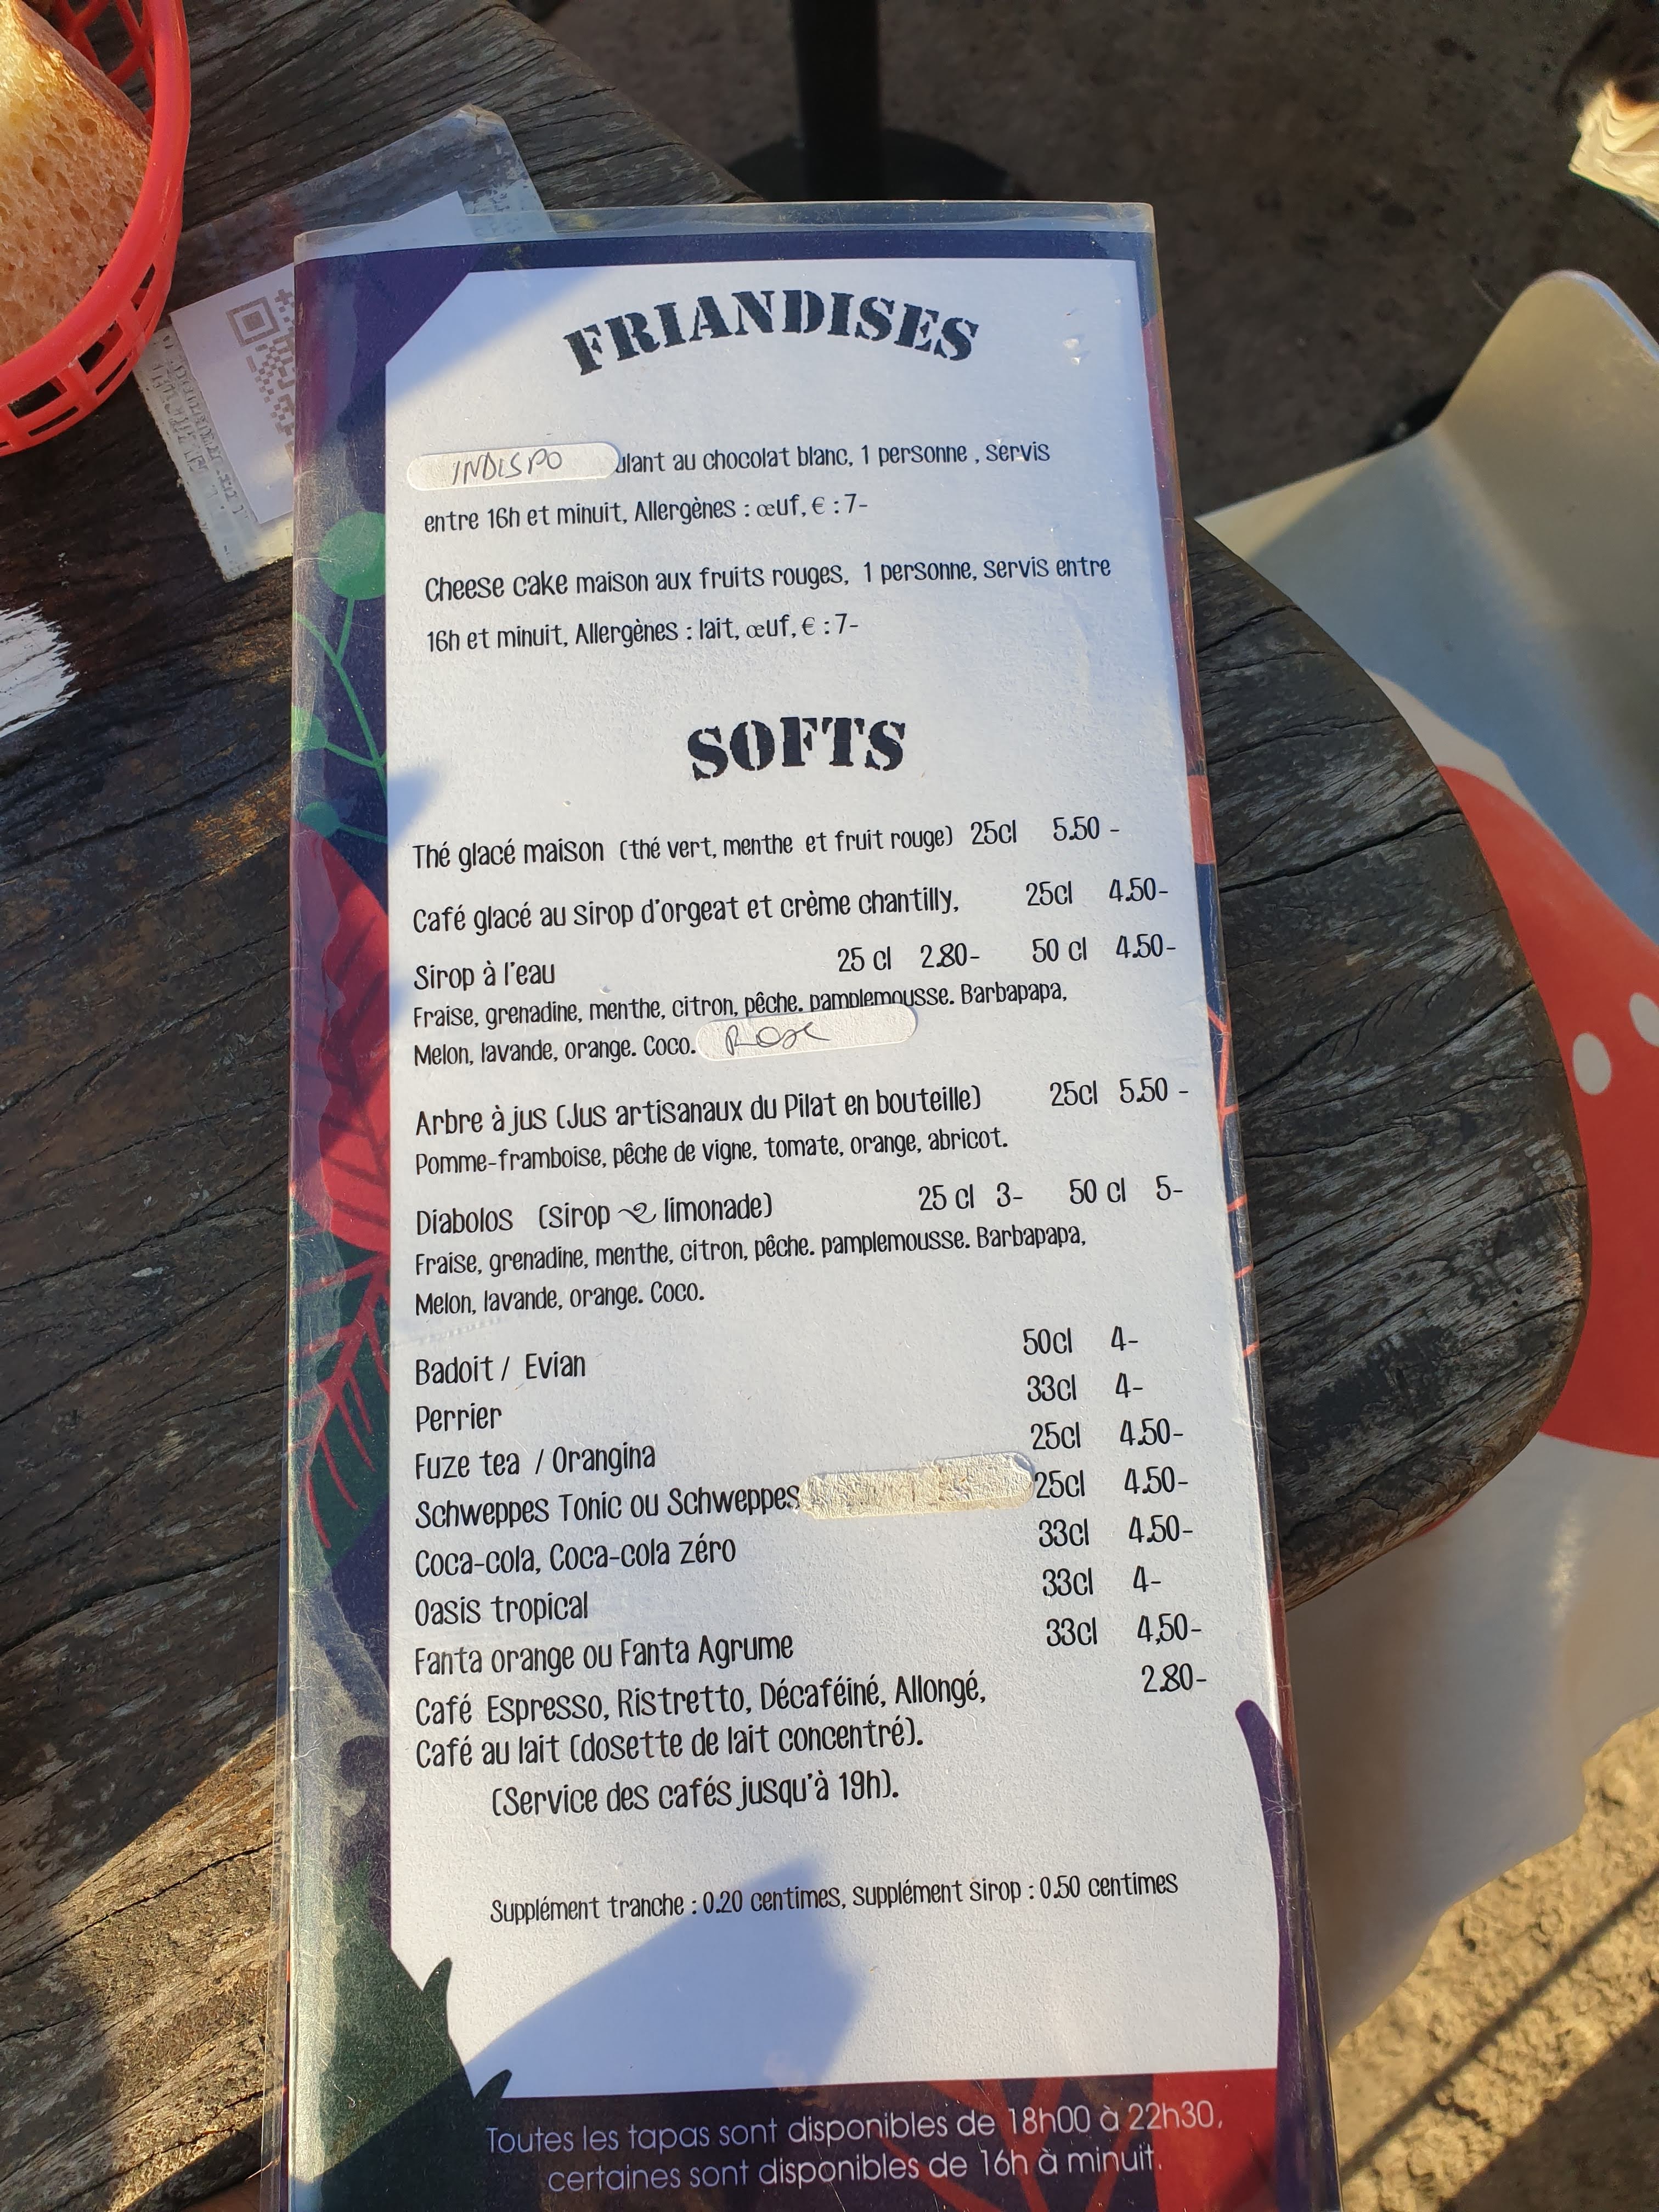 FRIANDISES
INDISPO ulant au chocolat blanc, 1 personne , servis
entre 16h et minuit, Allergènes : œuf, € : 7-
Cheese cake maison aux fruits rouges, 1 personne, servis entre
16h et minuit, Allergènes : lait, œuf, € : 7-
SOFTS
Thé glacé maison (thé vert, menthe et fruit rouge) 25cl 5.50 -
Café glacé au sirop d'orgeat et crème chantilly, 25cl 4.50-
Sirop à l'eau 25 cl 2.80- 50 cl 4.50-
Fraise, grenadine, menthe, citron, pêche. pamplemousse. Barbapapa,
Melon, lavande, orange. Coco. Rose
Arbre à jus (Jus artisanaux du Pilat en bouteille) 25cl 5.50 -
Pomme-framboise, pêche de vigne, tomate, orange, abricot.
Diabolos (sirop & limonade) 25 cl 3- 50 cl 5-
Fraise, grenadine, menthe, citron, pêche. pamplemousse. Barbapapa,
Melon, lavande, orange. Coco.
Badoit / Evian 50cl 4-
Perrier 33cl 4-
Fuze tea / Orangina 25cl 4.50-
Schweppes Tonic ou Schweppes 25cl 4.50-
Coca-cola, Coca-cola zéro 33cl 4.50-
Oasis tropical 33cl 4-
Fanta orange ou Fanta Agrume 33cl 4,50-
Café Espresso, Ristretto, Décaféiné, Allongé, 2.80-
Café au lait (dosette de lait concentré).
(Service des cafés jusqu'à 19h).
Supplément tranche : 0.20 centimes, supplément sirop : 0.50 centimes
Toutes les tapas sont disponibles de 18h00 à 22h30,
certaines sont disponibles de 16h à minuit.